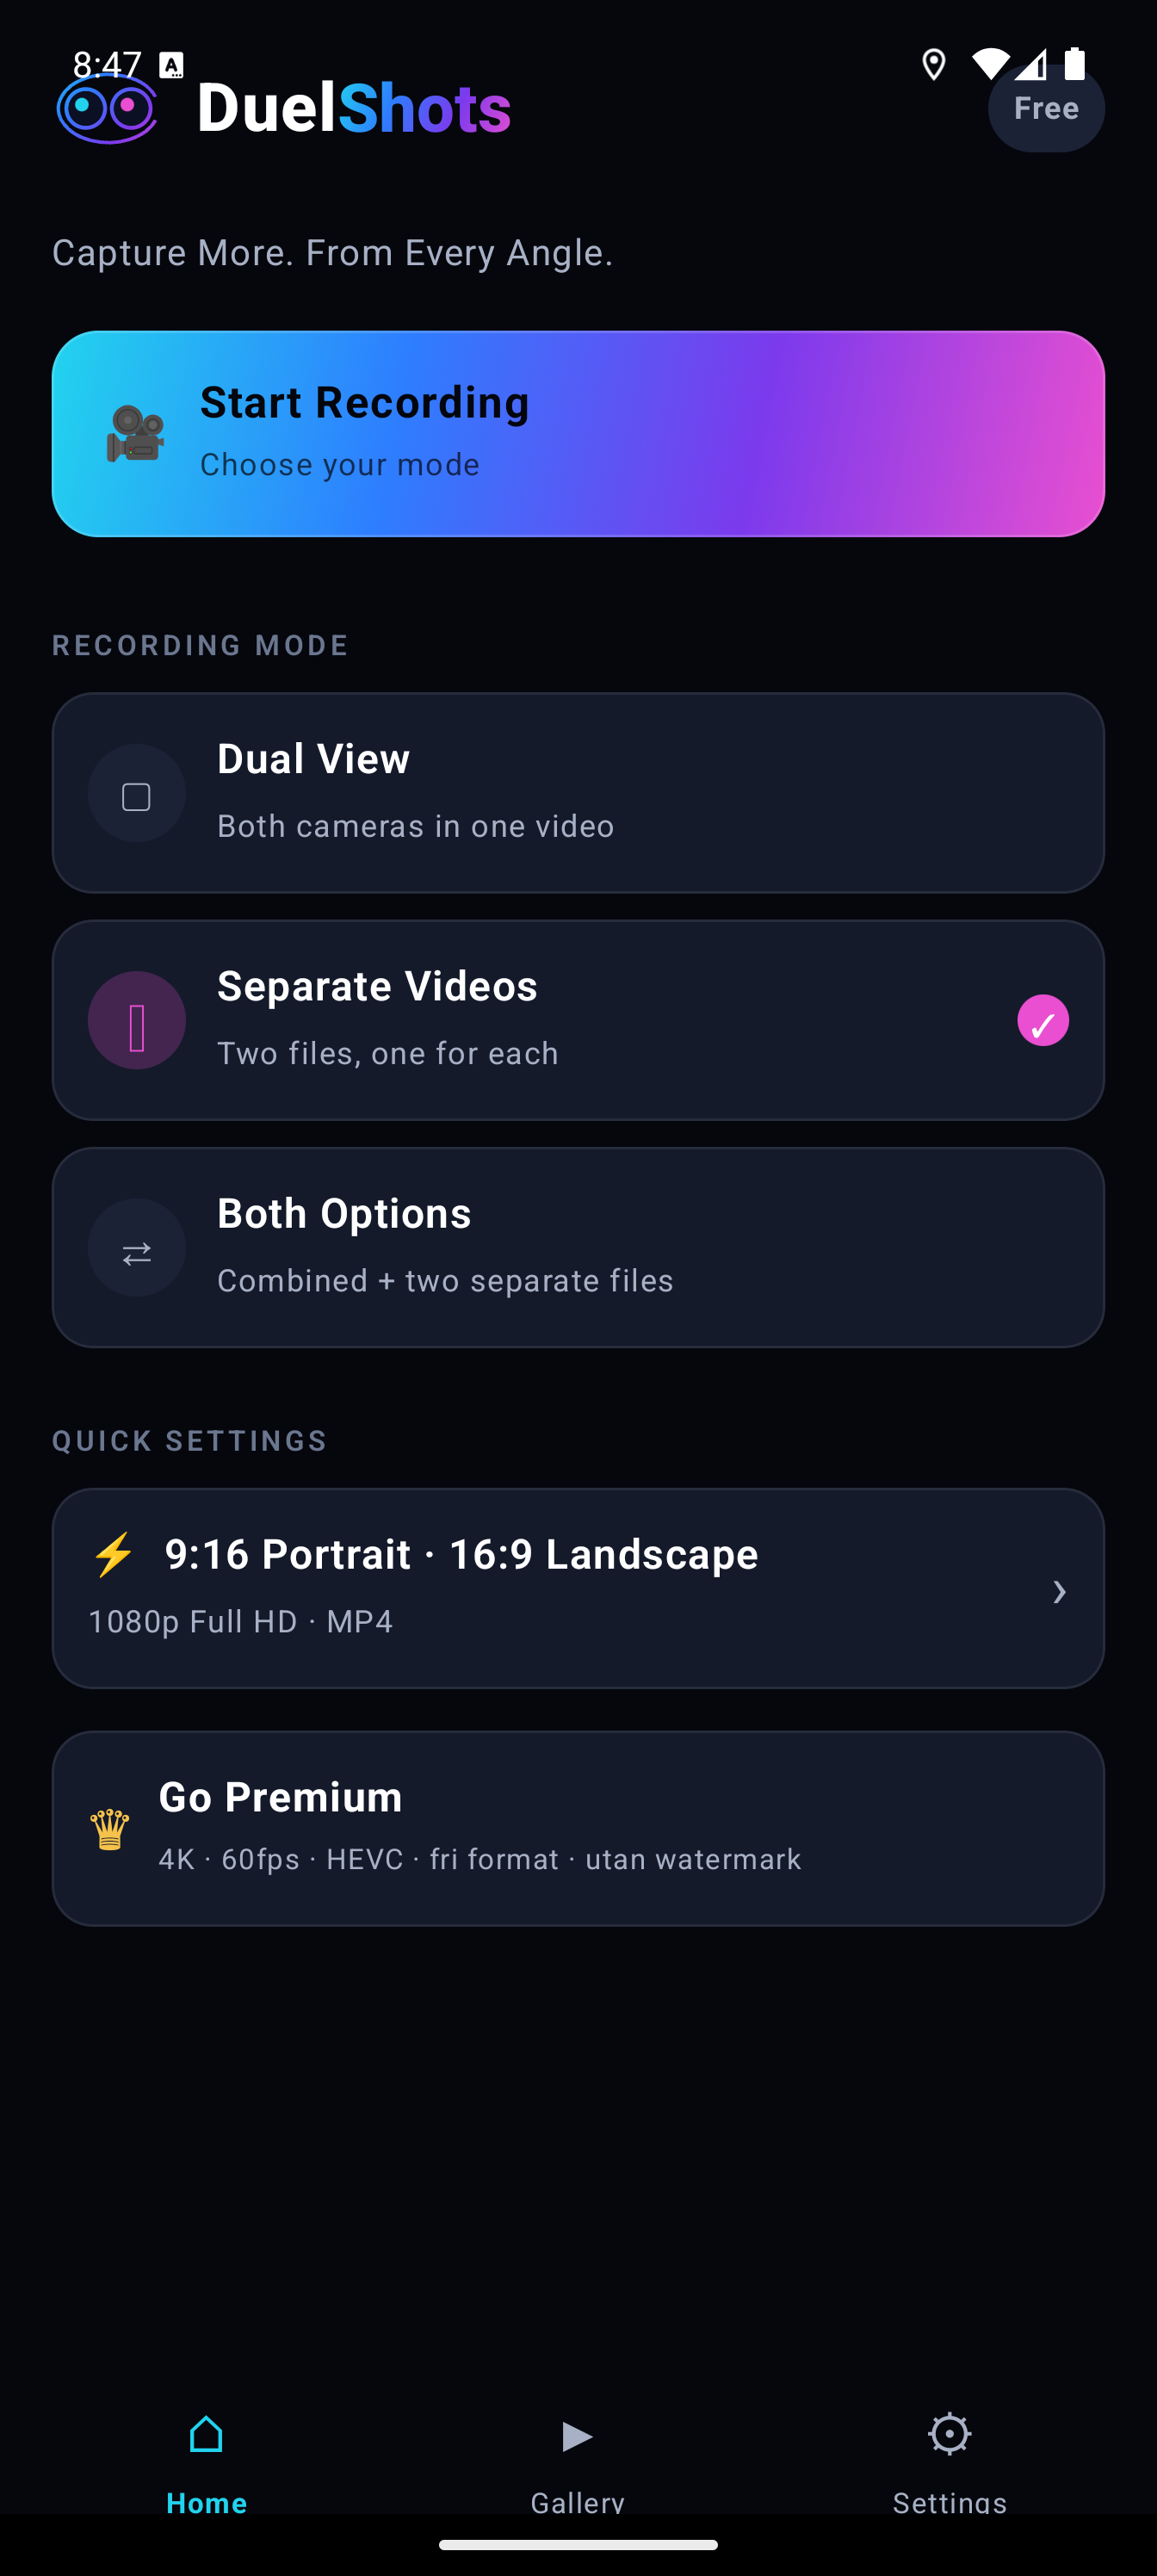 8:47
DuelShots
Free
Capture More. From Every Angle.
Start Recording
Choose your mode
RECORDING MODE
Dual View
Both cameras in one video
Separate Videos
Two files, one for each
Both Options
Combined + two separate files
QUICK SETTINGS
9:16 Portrait · 16:9 Landscape
1080p Full HD · MP4
Go Premium
4K · 60fps · HEVC · fri format · utan watermark
Home
Gallery
Settings